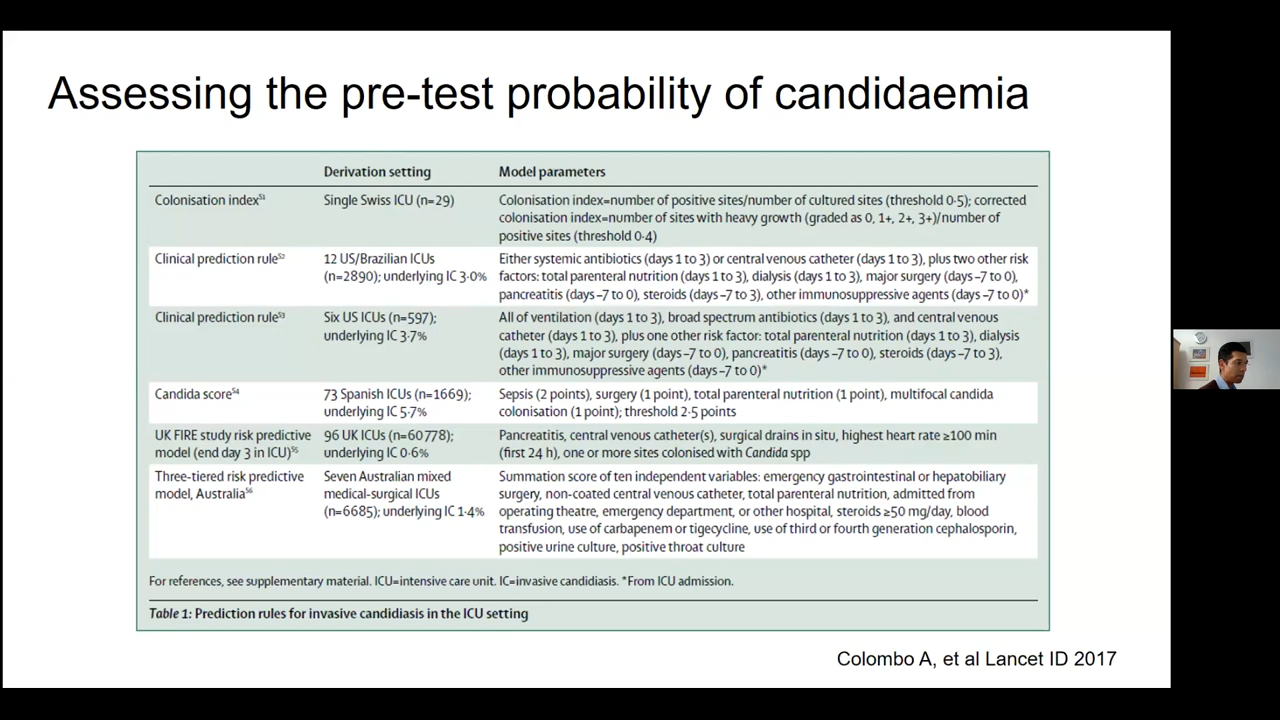 Assessing the pre-test probability of candidaemia
Derivation setting
Model parameters
Colonisation index⁵¹
Single Swiss ICU (n=29)
Colonisation index=number of positive sites/number of cultured sites (threshold 0·5); corrected
colonisation index=number of sites with heavy growth (graded as 0, 1+, 2+, 3+)/number of
positive sites (threshold 0·4)
Clinical prediction rule⁵²
12 US/Brazilian ICUs
(n=2890); underlying IC 3·0%
Either systemic antibiotics (days 1 to 3) or central venous catheter (days 1 to 3), plus two other risk
factors: total parenteral nutrition (days 1 to 3), dialysis (days 1 to 3), major surgery (days –7 to 0),
pancreatitis (days –7 to 0), steroids (days –7 to 3), other immunosuppressive agents (days –7 to 0)*
Clinical prediction rule⁵³
Six US ICUs (n=597);
underlying IC 3·7%
All of ventilation (days 1 to 3), broad spectrum antibiotics (days 1 to 3), and central venous
catheter (days 1 to 3), plus one other risk factor: total parenteral nutrition (days 1 to 3), dialysis
(days 1 to 3), major surgery (days –7 to 0), pancreatitis (days –7 to 0), steroids (days –7 to 3),
other immunosuppressive agents (days –7 to 0)*
Candida score⁵⁴
73 Spanish ICUs (n=1669);
underlying IC 5·7%
Sepsis (2 points), surgery (1 point), total parenteral nutrition (1 point), multifocal candida
colonisation (1 point); threshold 2·5 points
UK FIRE study risk predictive
model (end day 3 in ICU)⁵⁵
96 UK ICUs (n=60 778);
underlying IC 0·6%
Pancreatitis, central venous catheter(s), surgical drains in situ, highest heart rate ≥100 min
(first 24 h), one or more sites colonised with Candida spp
Three-tiered risk predictive
model, Australia⁵⁶
Seven Australian mixed
medical-surgical ICUs
(n=6685); underlying IC 1·4%
Summation score of ten independent variables: emergency gastrointestinal or hepatobiliary
surgery, non-coated central venous catheter, total parenteral nutrition, admitted from
operating theatre, emergency department, or other hospital, steroids ≥50 mg/day, blood
transfusion, use of carbapenem or tigecycline, use of third or fourth generation cephalosporin,
positive urine culture, positive throat culture
For references, see supplementary material. ICU=intensive care unit. IC=invasive candidiasis. *From ICU admission.
Table 1: Prediction rules for invasive candidiasis in the ICU setting
Colombo A, et al Lancet ID 2017